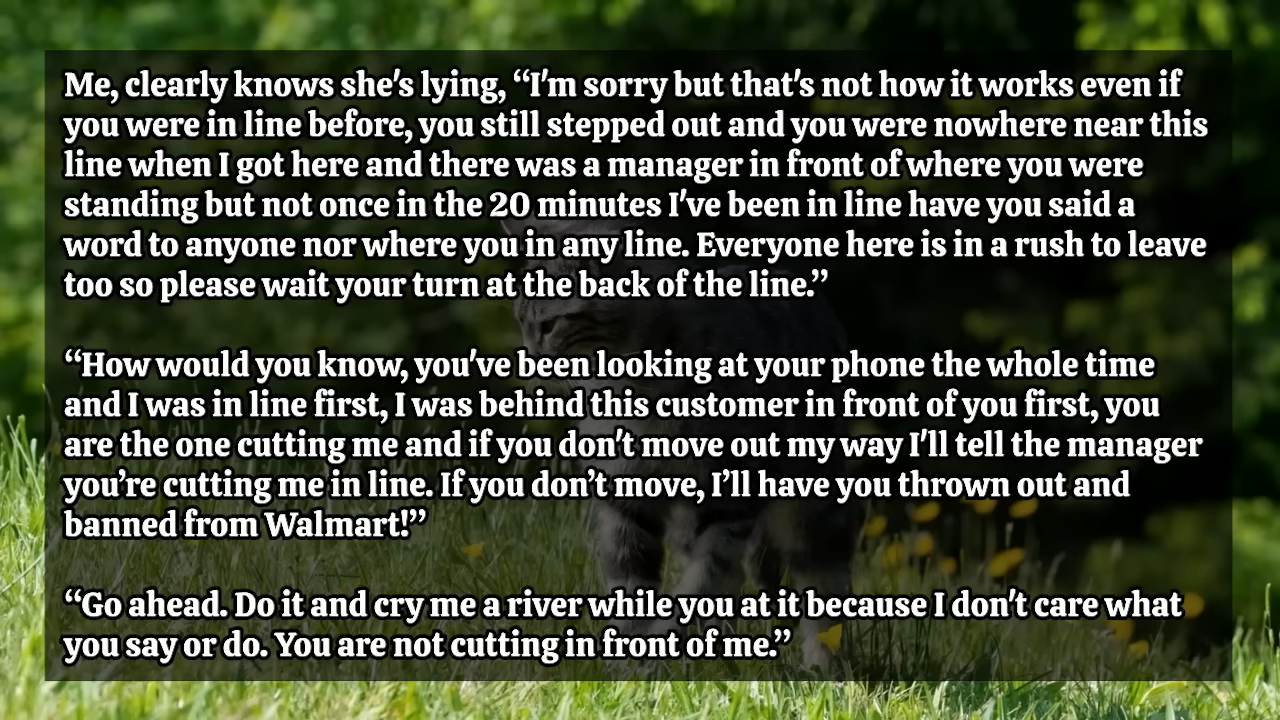 Me, clearly knows she's lying, “I'm sorry but that's not how it works even if
you were in line before, you still stepped out and you were nowhere near this
line when I got here and there was a manager in front of where you were
standing but not once in the 20 minutes I've been in line have you said a
word to anyone nor where you in any line. Everyone here is in a rush to leave
too so please wait your turn at the back of the line.”
“How would you know, you've been looking at your phone the whole time
and I was in line first, I was behind this customer in front of you first, you
are the one cutting me and if you don't move out my way I'll tell the manager
you’re cutting me in line. If you don’t move, I’ll have you thrown out and
banned from Walmart!”
“Go ahead. Do it and cry me a river while you at it because I don't care what
you say or do. You are not cutting in front of me.”